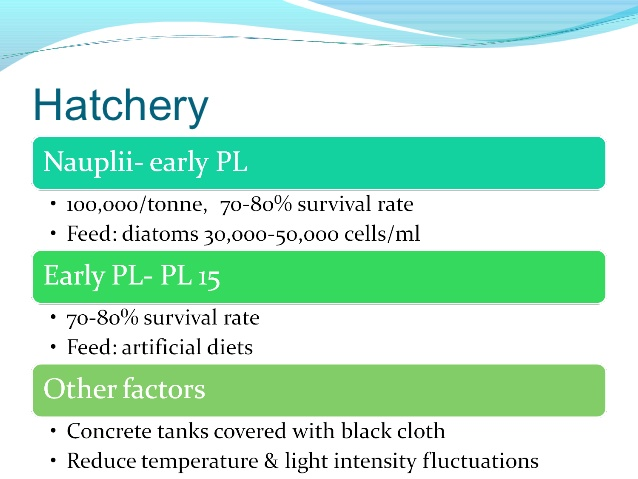 Hatchery
Nauplii- early PL
• 100,000/tonne, 70-80% survival rate
• Feed: diatoms 30,000-50,000 cells/ml
Early PL- PL 15
• 70-80% survival rate
• Feed: artificial diets
Other factors
• Concrete tanks covered with black cloth
• Reduce temperature & light intensity fluctuations